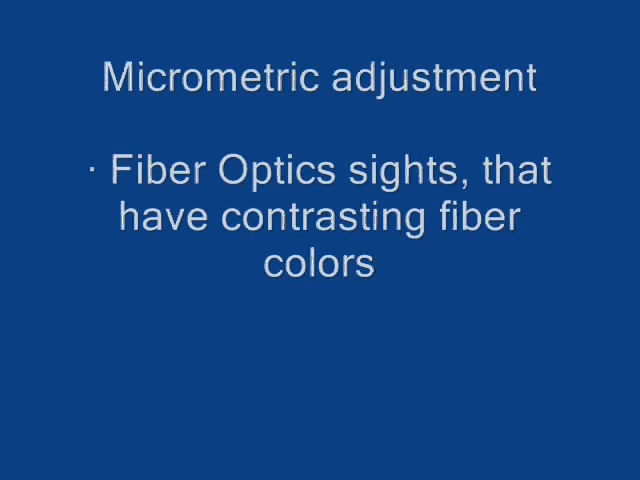 Micrometric adjustment
· Fiber Optics sights, that
have contrasting fiber
colors